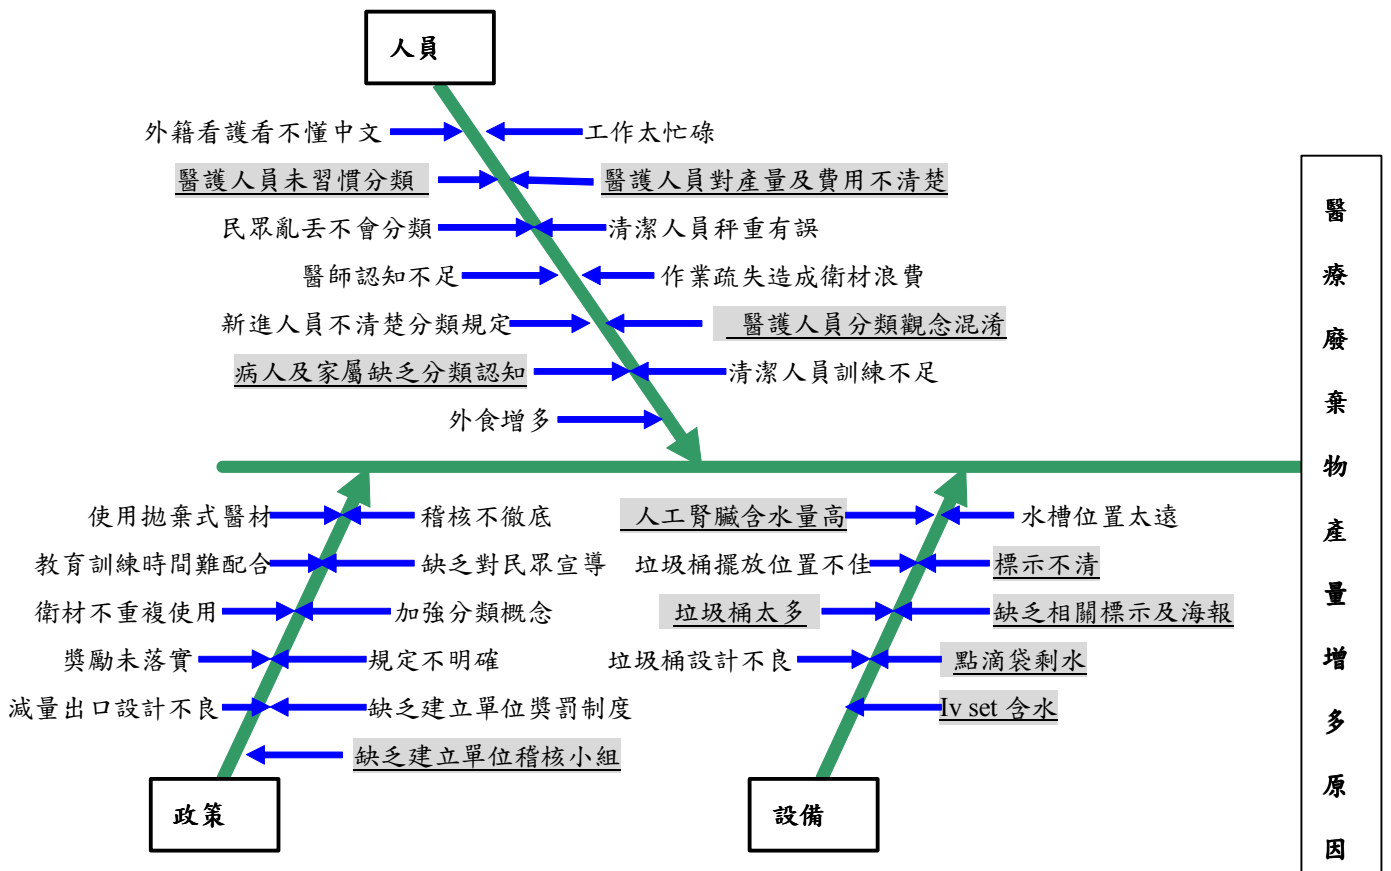 人員
外籍看護看不懂中文
工作太忙碌
醫護人員未習慣分類
醫護人員對產量及費用不清楚
民眾亂丟不會分類
清潔人員秤重有誤
醫師認知不足
作業疏失造成衛材浪費
新進人員不清楚分類規定
醫護人員分類觀念混淆
病人及家屬缺乏分類認知
清潔人員訓練不足
外食增多
使用拋棄式醫材
稽核不徹底
教育訓練時間難配合
缺乏對民眾宣導
衛材不重複使用
加強分類概念
獎勵未落實
規定不明確
減量出口設計不良
缺乏建立單位獎罰制度
缺乏建立單位稽核小組
政策
人工腎臟含水量高
水槽位置太遠
垃圾桶擺放位置不佳
標示不清
垃圾桶太多
缺乏相關標示及海報
垃圾桶設計不良
點滴袋剩水
Iv set 含水
設備
醫療廢棄物產量增多原因